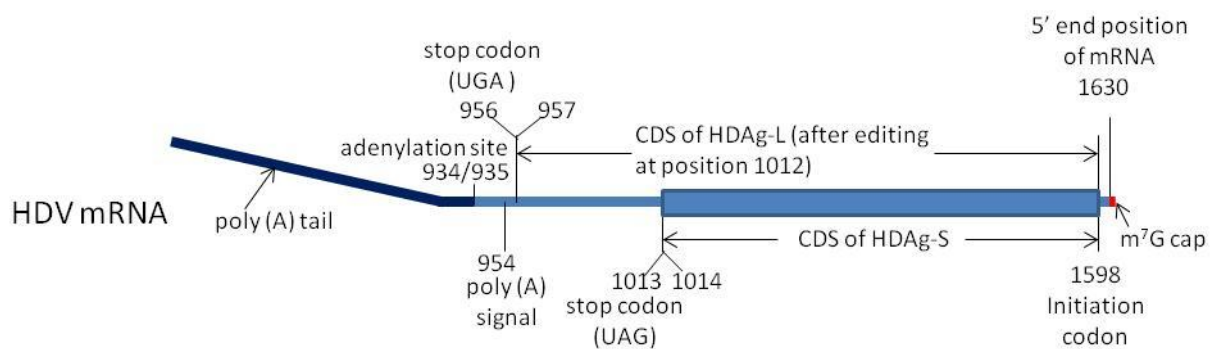 5' end position
of mRNA
1630
stop codon
(UGA )
956 957
CDS of HDAg-L (after editing
at position 1012)
adenylation site
934/935
HDV mRNA
poly (A) tail
m⁷G cap
CDS of HDAg-S
954
poly (A)
signal
1013 1014
stop codon
(UAG)
1598
Initiation
codon